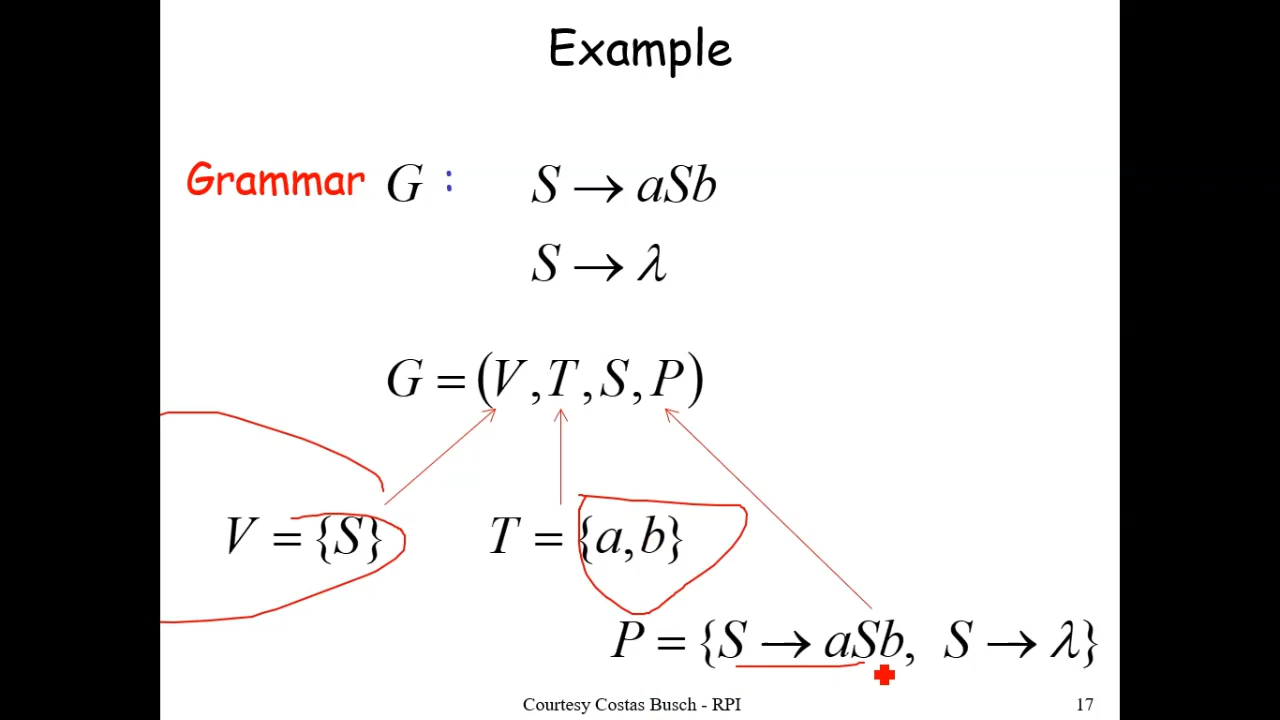 Example
Grammar G : S → aSb
S → λ
G = (V, T, S, P)
V = {S} T = {a, b}
P = {S → aSb, S → λ}
Courtesy Costas Busch - RPI 17